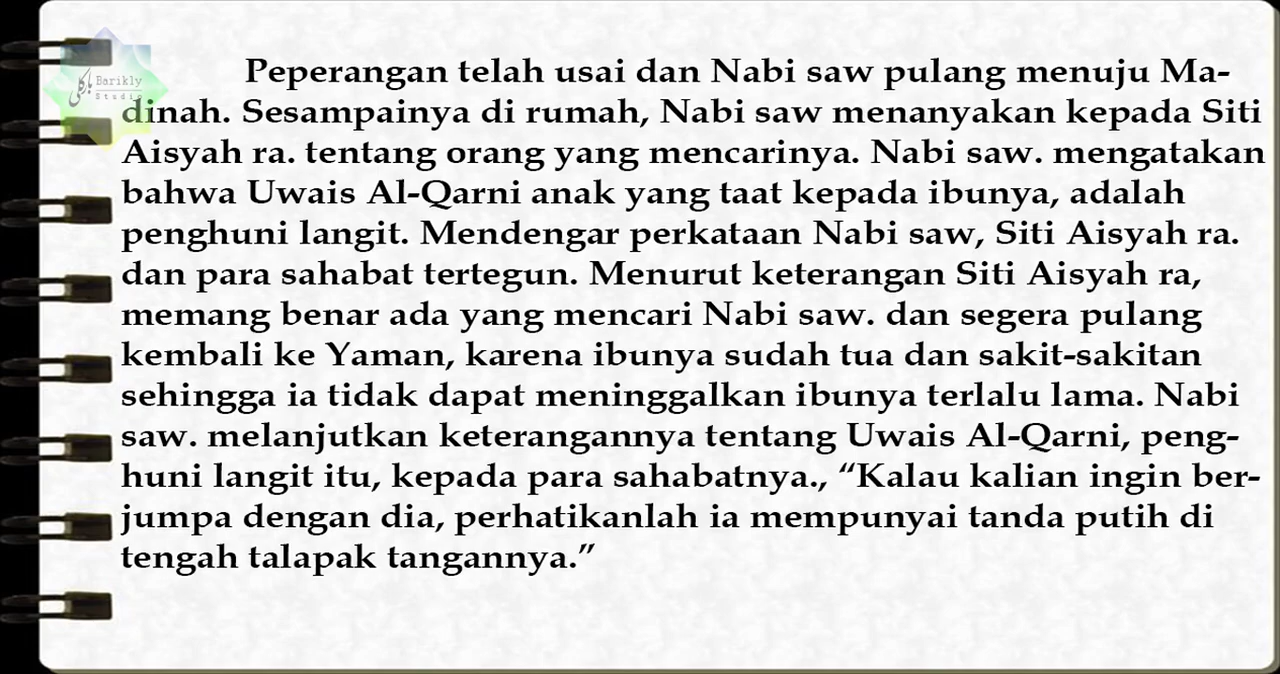 Peperangan telah usai dan Nabi saw pulang menuju Ma-
dinah. Sesampainya di rumah, Nabi saw menanyakan kepada Siti
Aisyah ra. tentang orang yang mencarinya. Nabi saw. mengatakan
bahwa Uwais Al-Qarni anak yang taat kepada ibunya, adalah
penghuni langit. Mendengar perkataan Nabi saw, Siti Aisyah ra.
dan para sahabat tertegun. Menurut keterangan Siti Aisyah ra,
memang benar ada yang mencari Nabi saw. dan segera pulang
kembali ke Yaman, karena ibunya sudah tua dan sakit-sakitan
sehingga ia tidak dapat meninggalkan ibunya terlalu lama. Nabi
saw. melanjutkan keterangannya tentang Uwais Al-Qarni, peng-
huni langit itu, kepada para sahabatnya., “Kalau kalian ingin ber-
jumpa dengan dia, perhatikanlah ia mempunyai tanda putih di
tengah talapak tangannya.”
بارکلي
Barikly
Studio